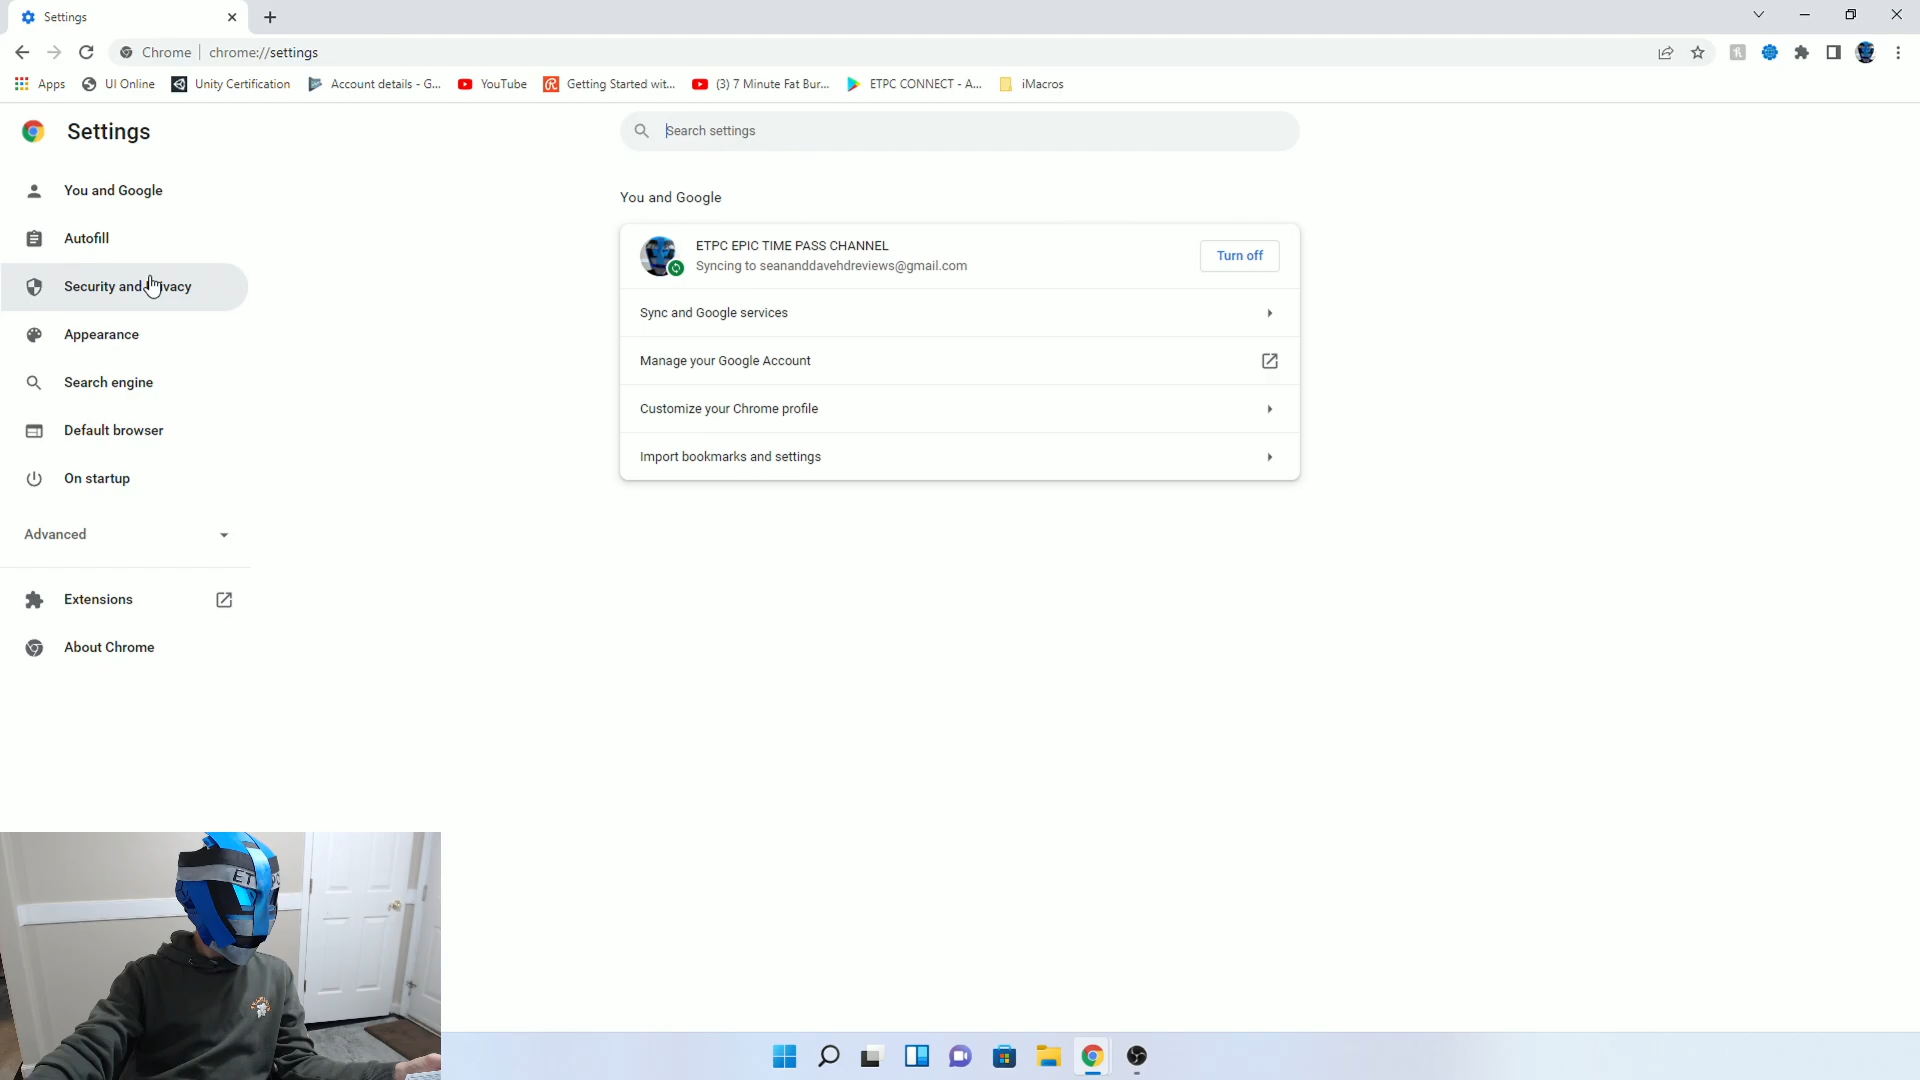 Settings
Chrome
chrome://settings
Apps
UI Online
Unity Certification
Account details - G...
YouTube
Getting Started wit...
(3) 7 Minute Fat Bur...
ETPC CONNECT - A...
iMacros
Settings
Search settings
You and Google
Autofill
Security and
vacy
Appearance
Search engine
Default browser
On startup
Advanced
Extensions
About Chrome
You and Google
ETPC EPIC TIME PASS CHANNEL
Syncing to seananddavehdreviews@gmail.com
Turn off
Sync and Google services
Manage your Google Account
Customize your Chrome profile
Import bookmarks and settings